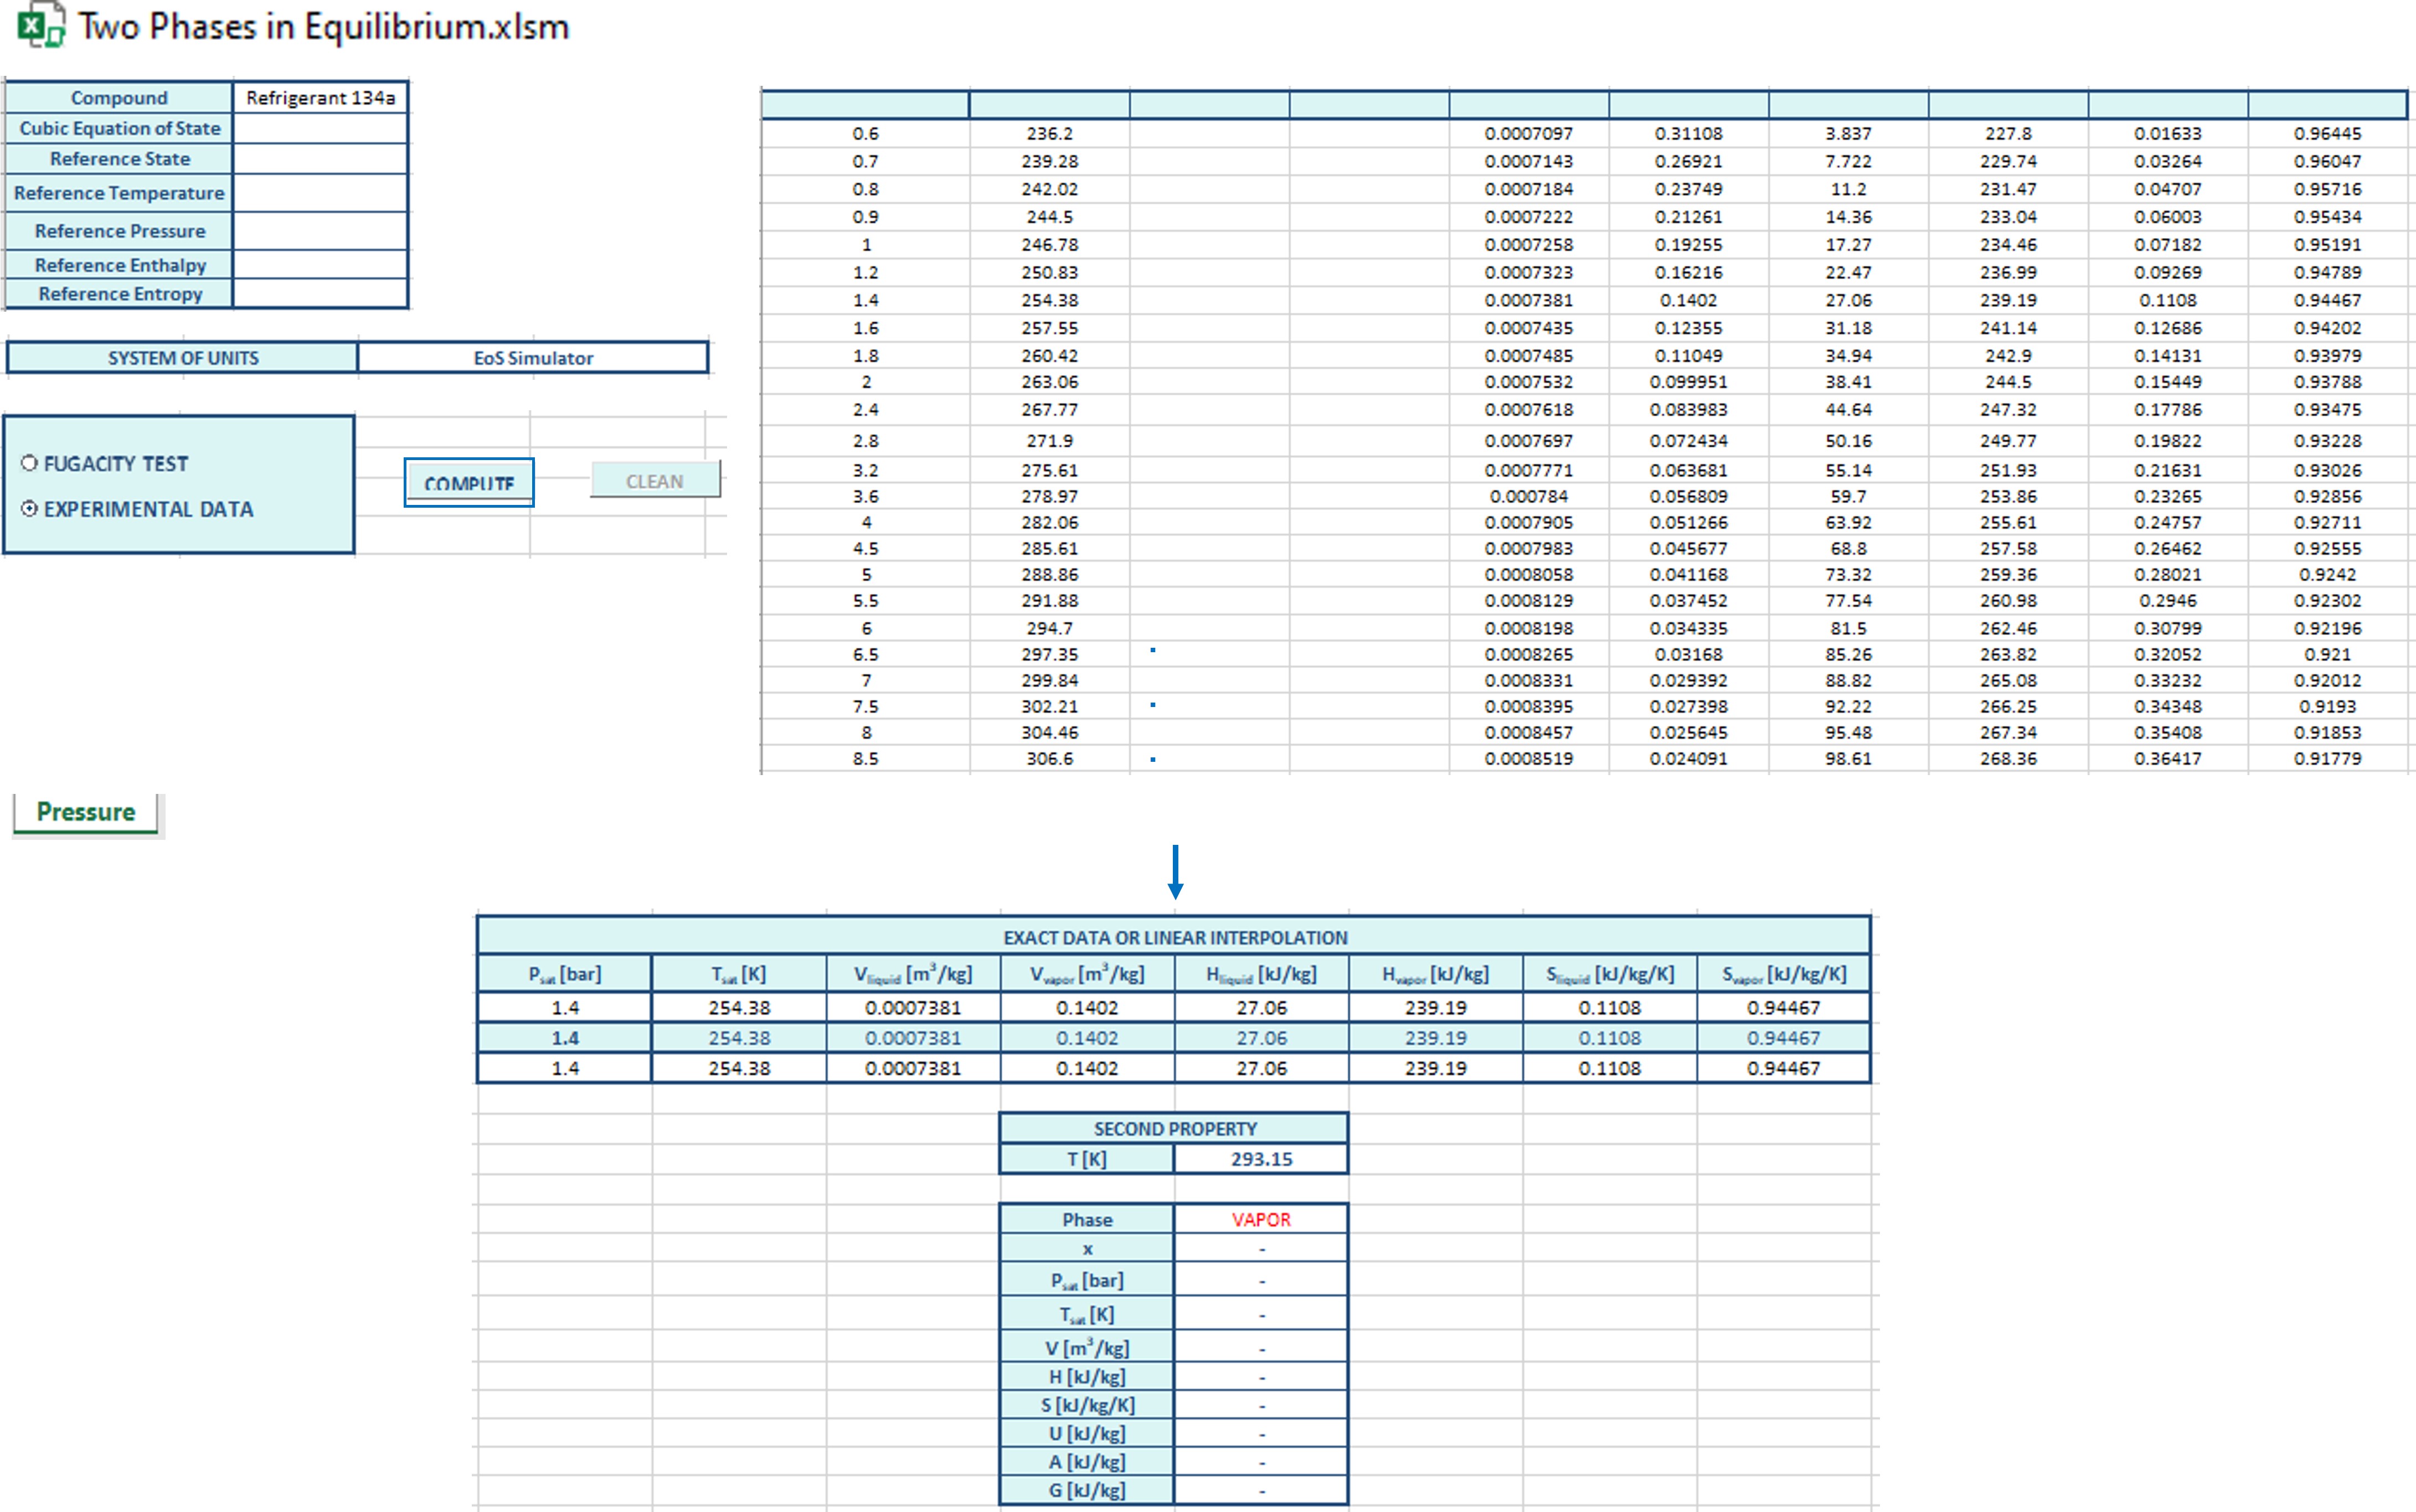 Two Phases in Equilibrium.xlsm
Compound Refrigerant 134a
Cubic Equation of State
Reference State
Reference Temperature
Reference Pressure
Reference Enthalpy
Reference Entropy
SYSTEM OF UNITS EoS Simulator
FUGACITY TEST
EXPERIMENTAL DATA
COMPUTE
CLEAN
0.6 236.2 0.0007097 0.31108 3.837 227.8 0.01633 0.96445
0.7 239.28 0.0007143 0.26921 7.722 229.74 0.03264 0.96047
0.8 242.02 0.0007184 0.23749 11.2 231.47 0.04707 0.95716
0.9 244.5 0.0007222 0.21261 14.36 233.04 0.06003 0.95434
1 246.78 0.0007258 0.19255 17.27 234.46 0.07182 0.95191
1.2 250.83 0.0007323 0.16216 22.47 236.99 0.09269 0.94789
1.4 254.38 0.0007381 0.1402 27.06 239.19 0.1108 0.94467
1.6 257.55 0.0007435 0.12355 31.18 241.14 0.12686 0.94202
1.8 260.42 0.0007485 0.11049 34.94 242.9 0.14131 0.93979
2 263.06 0.0007532 0.099951 38.41 244.5 0.15449 0.93788
2.4 267.77 0.0007618 0.083983 44.64 247.32 0.17786 0.93475
2.8 271.9 0.0007697 0.072434 50.16 249.77 0.19822 0.93228
3.2 275.61 0.0007771 0.063681 55.14 251.93 0.21631 0.93026
3.6 278.97 0.000784 0.056809 59.7 253.86 0.23265 0.92856
4 282.06 0.0007905 0.051266 63.92 255.61 0.24757 0.92711
4.5 285.61 0.0007983 0.045677 68.8 257.58 0.26462 0.92555
5 288.86 0.0008058 0.041168 73.32 259.36 0.28021 0.9242
5.5 291.88 0.0008129 0.037452 77.54 260.98 0.2946 0.92302
6 294.7 0.0008198 0.034335 81.5 262.46 0.30799 0.92196
6.5 297.35 0.0008265 0.03168 85.26 263.82 0.32052 0.921
7 299.84 0.0008331 0.029392 88.82 265.08 0.33232 0.92012
7.5 302.21 0.0008395 0.027398 92.22 266.25 0.34348 0.9193
8 304.46 0.0008457 0.025645 95.48 267.34 0.35408 0.91853
8.5 306.6 0.0008519 0.024091 98.61 268.36 0.36417 0.91779
Pressure
EXACT DATA OR LINEAR INTERPOLATION
Psat [bar] Tsat [K] Vliquid [m³/kg] Vvapor [m³/kg] Hliquid [kJ/kg] Hvapor [kJ/kg] Sliquid [kJ/kg/K] Svapor [kJ/kg/K]
1.4 254.38 0.0007381 0.1402 27.06 239.19 0.1108 0.94467
1.4 254.38 0.0007381 0.1402 27.06 239.19 0.1108 0.94467
1.4 254.38 0.0007381 0.1402 27.06 239.19 0.1108 0.94467
SECOND PROPERTY
T [K] 293.15
Phase VAPOR
x -
Psat [bar] -
Tsat [K] -
V [m³/kg] -
H [kJ/kg] -
S [kJ/kg/K] -
U [kJ/kg] -
A [kJ/kg] -
G [kJ/kg] -